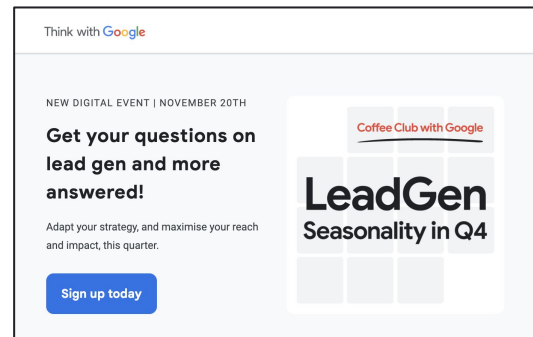 Think with Google
NEW DIGITAL EVENT | NOVEMBER 20TH
Get your questions on
lead gen and more
answered!
Adapt your strategy, and maximise your reach
and impact, this quarter.
Sign up today
Coffee Club with Google
LeadGen
Seasonality in Q4